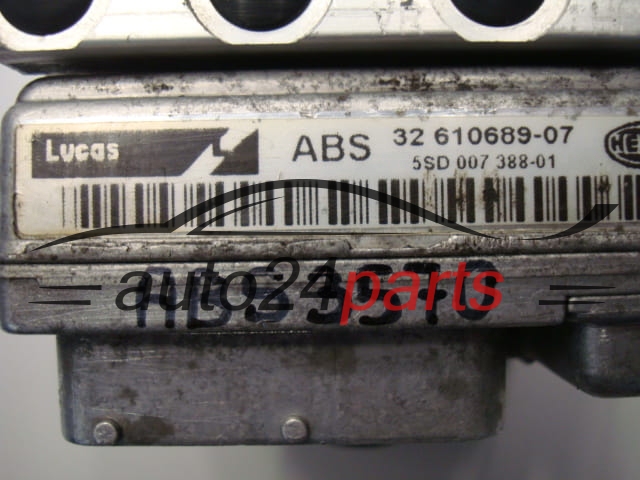 Lucas
ABS 32 610689-07
5SD 007 388-01
auto24parts